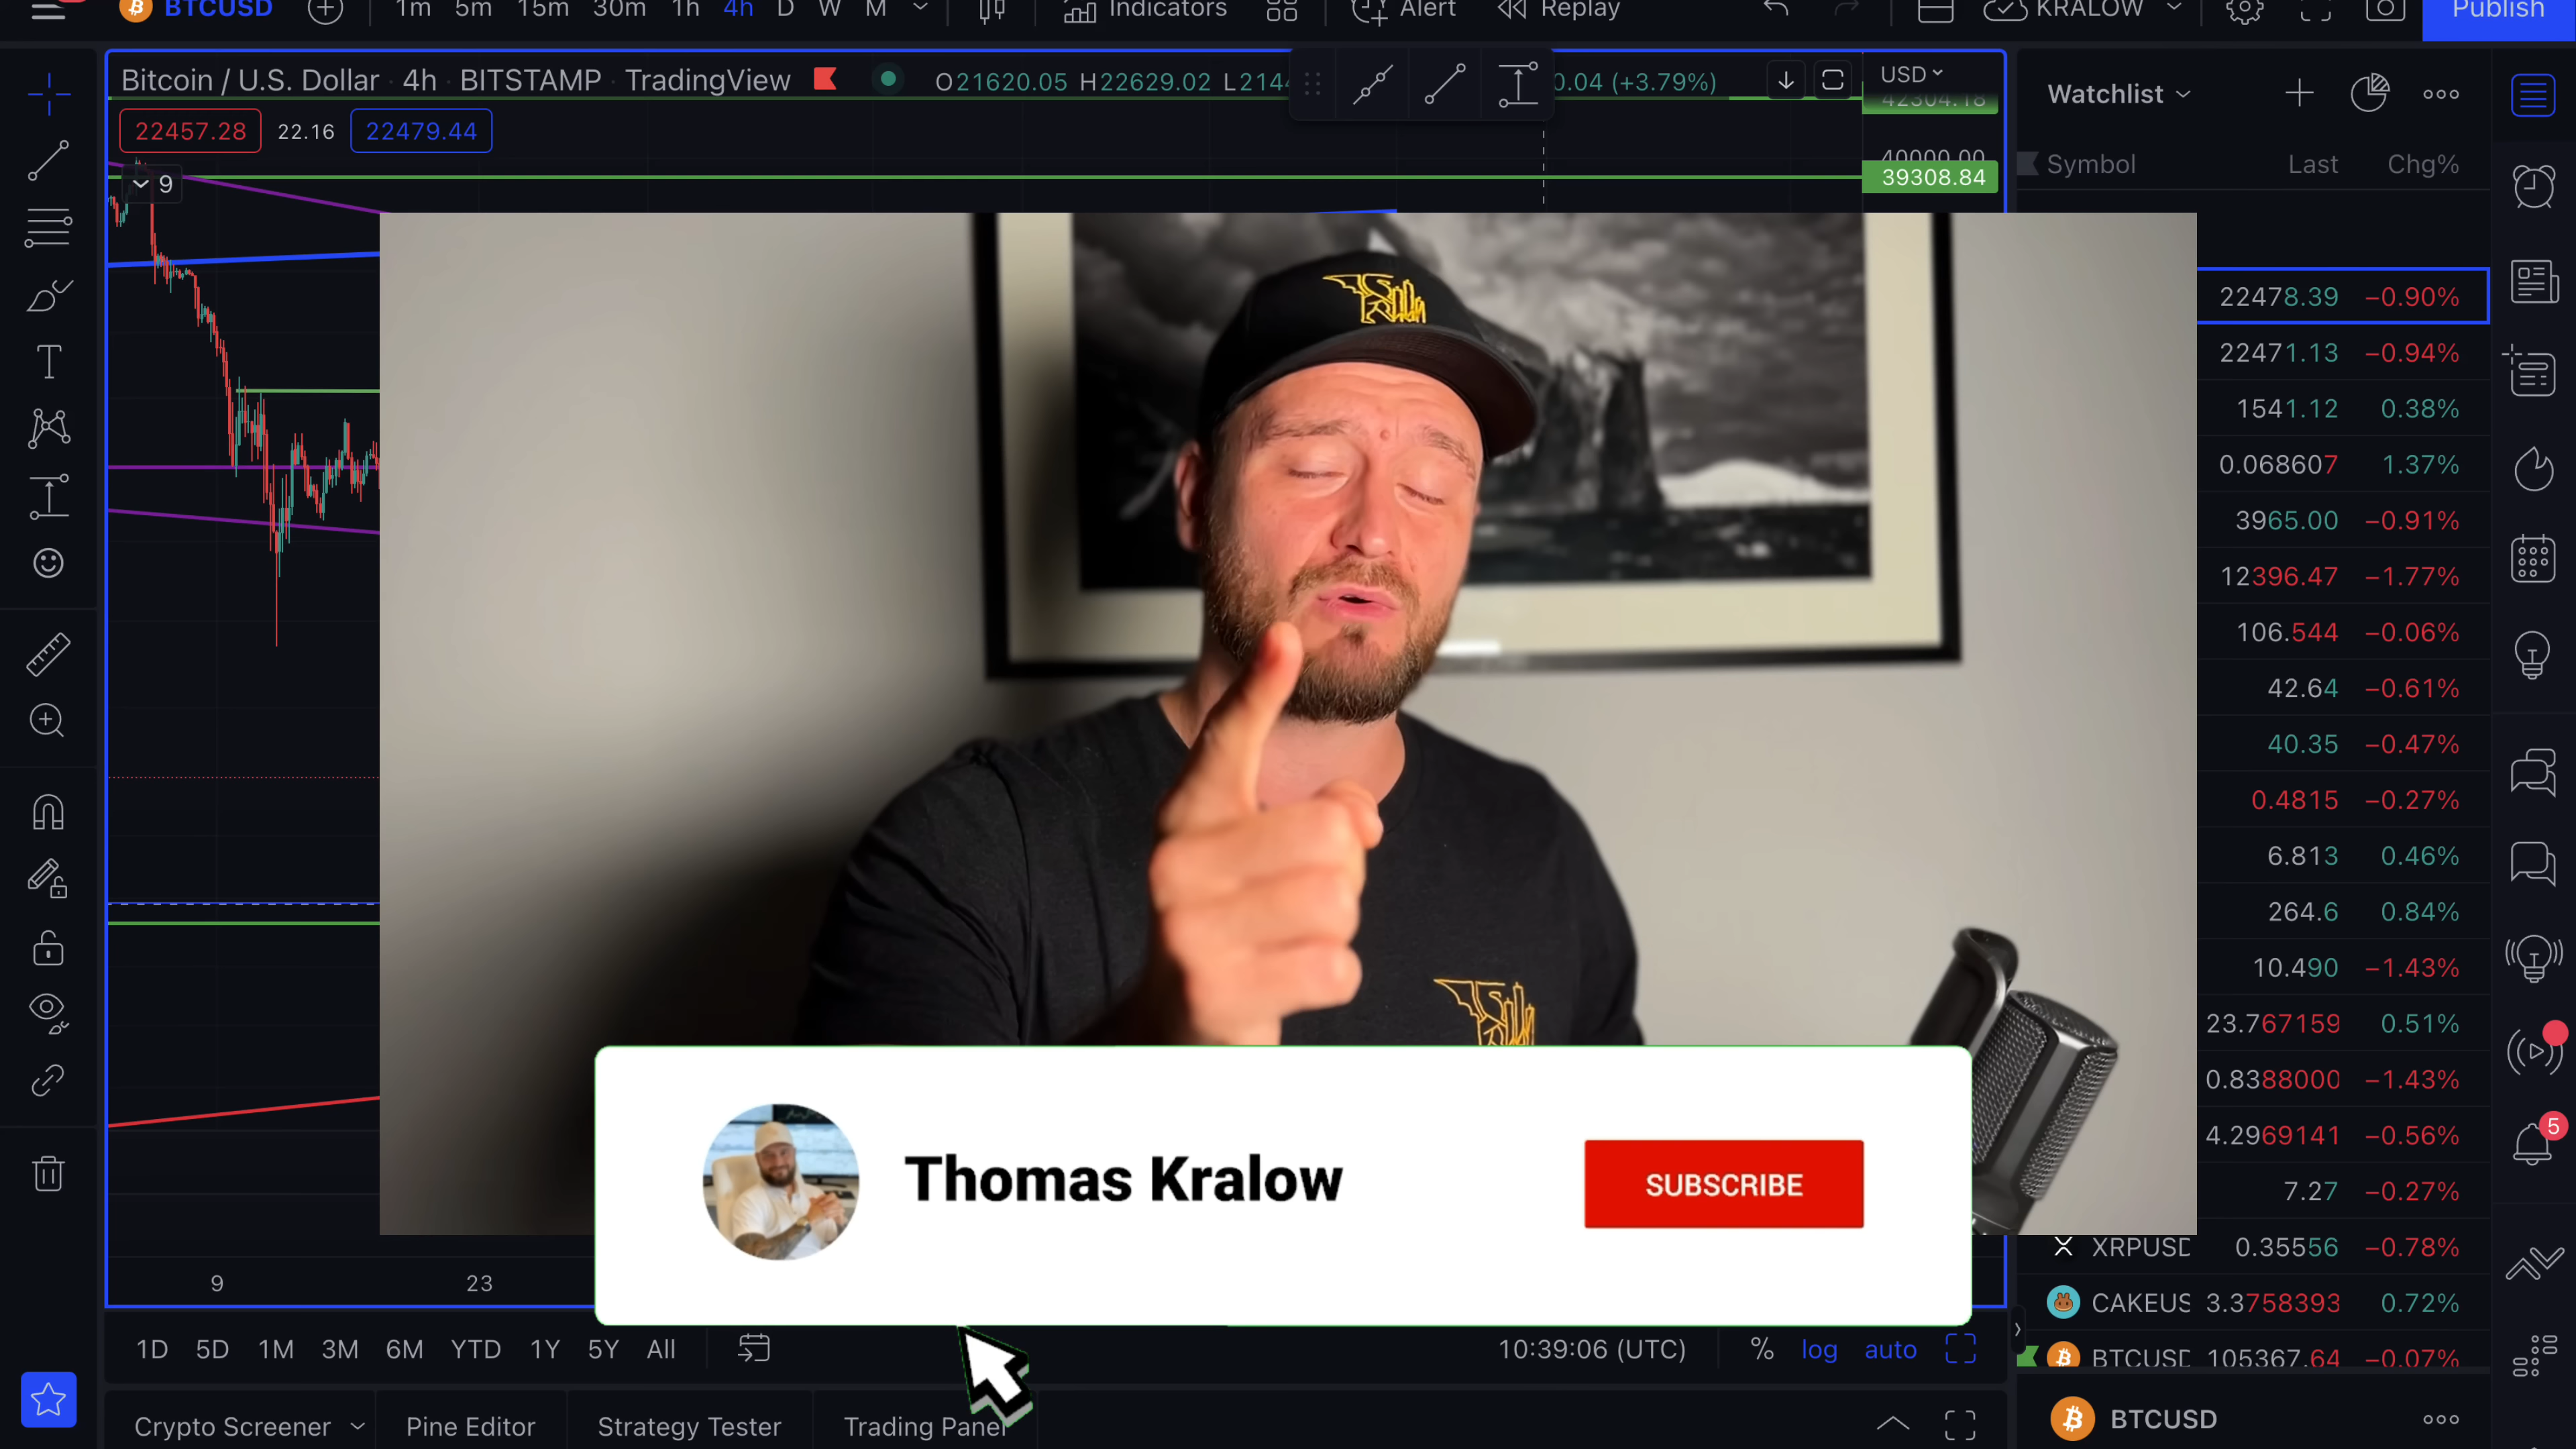 BTCUSD 1m 5m 15m 30m 1h 4h D W M Indicators Alert Replay KRALOW Publish
Bitcoin / U.S. Dollar · 4h · BITSTAMP · TradingView O21620.05 H22629.02 0.04 (+3.79%) USD
42304.18
22457.28 22.16 22479.44
40000.00
9
39308.84
Watchlist
Symbol Last Chg%
22478.39 −0.90%
22471.13 −0.94%
1541.12 0.38%
0.068607 1.37%
3965.00 −0.91%
12396.47 −1.77%
106.544 −0.06%
42.64 −0.61%
40.35 −0.47%
0.4815 −0.27%
6.813 0.46%
264.6 0.84%
10.490 −1.43%
23.767159 0.51%
0.8388000 −1.43%
4.2969141 −0.56%
5
7.27 −0.27%
XRPUSD 0.35556 −0.78%
CAKEUS 3.3758393 0.72%
BTCUSD 105367.64 −0.07%
BTCUSD
Thomas Kralow
SUBSCRIBE
9 23
1D 5D 1M 3M 6M YTD 1Y 5Y All 10:39:06 (UTC) % log auto
Crypto Screener Pine Editor Strategy Tester Trading Panel